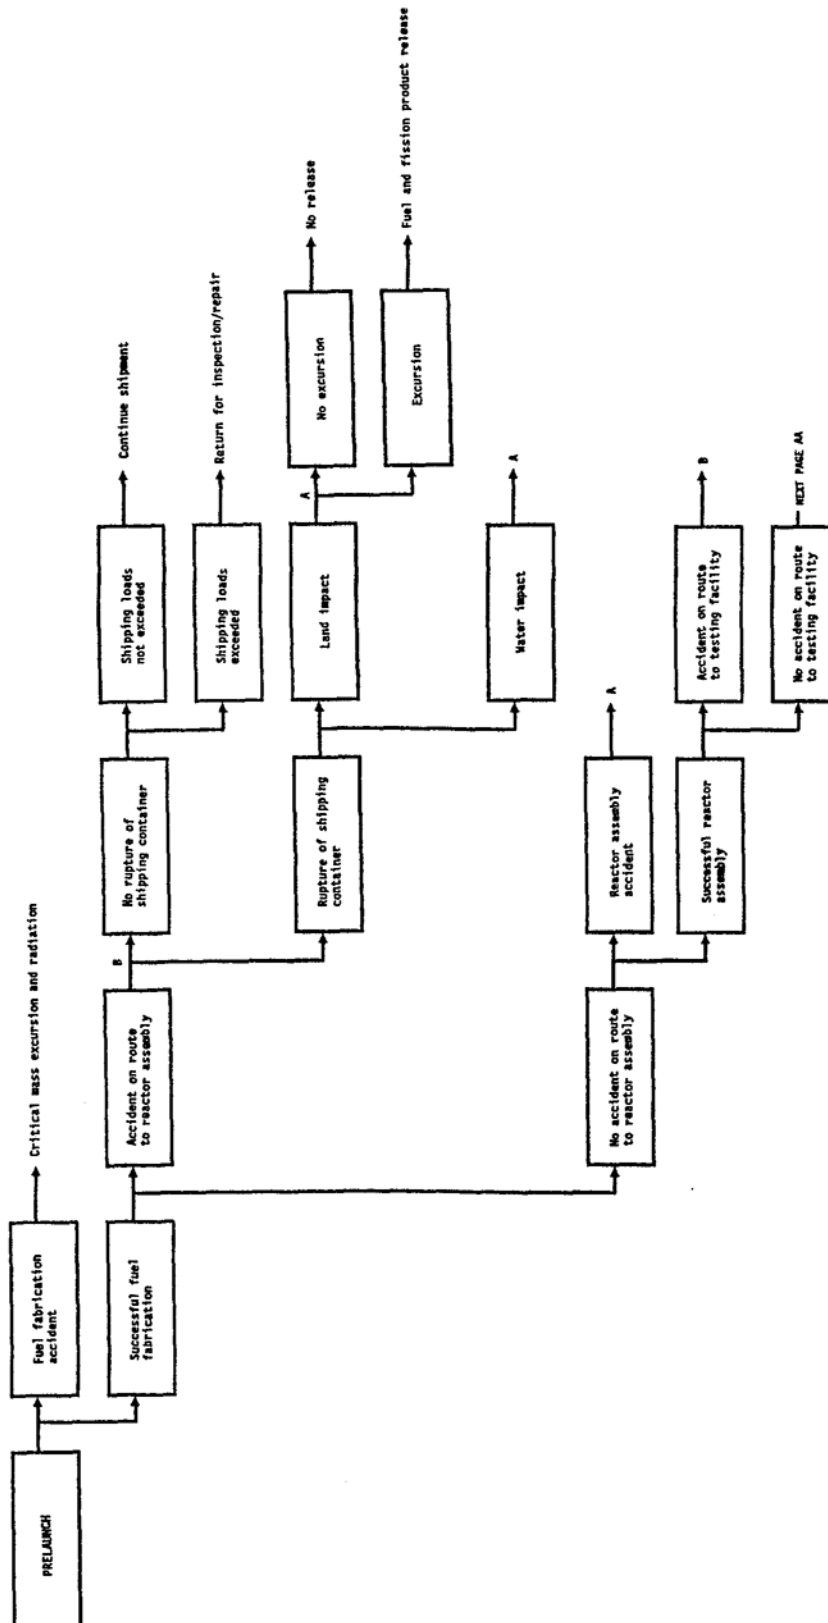 PRELAUNCH
Fuel fabrication
accident
Critical mass excursion and radiation
Successful fuel
fabrication
Accident on route
to reactor assembly
B
No rupture of
shipping container
Shipping loads
not exceeded
Continue shipment
Shipping loads
exceeded
Return for inspection/repair
Rupture of shipping
container
Land impact
A
No excursion
No release
Excursion
Fuel and fission product release
Water impact
A
No accident on route
to reactor assembly
Reactor assembly
accident
A
Successful reactor
assembly
Accident on route
to testing facility
B
No accident on route
to testing facility
NEXT PAGE AA